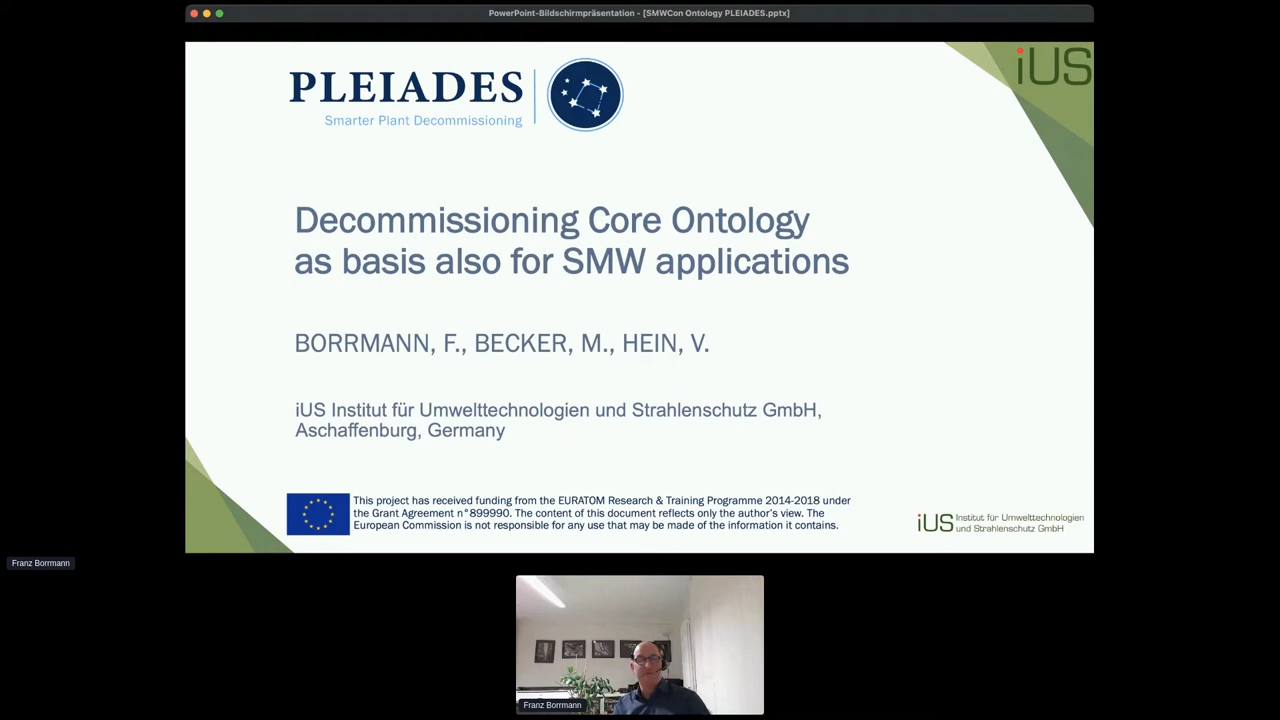 PowerPoint-Bildschirmpräsentation - [SMWCon Ontology PLEIADES.pptx]
PLEIADES
Smarter Plant Decommissioning
iUS
Decommissioning Core Ontology
as basis also for SMW applications
BORRMANN, F., BECKER, M., HEIN, V.
iUS Institut für Umwelttechnologien und Strahlenschutz GmbH,
Aschaffenburg, Germany
This project has received funding from the EURATOM Research & Training Programme 2014-2018 under
the Grant Agreement n°899990. The content of this document reflects only the author's view. The
European Commission is not responsible for any use that may be made of the information it contains.
iUS Institut für Umwelttechnologien
und Strahlenschutz GmbH
Franz Borrmann
Franz Borrmann